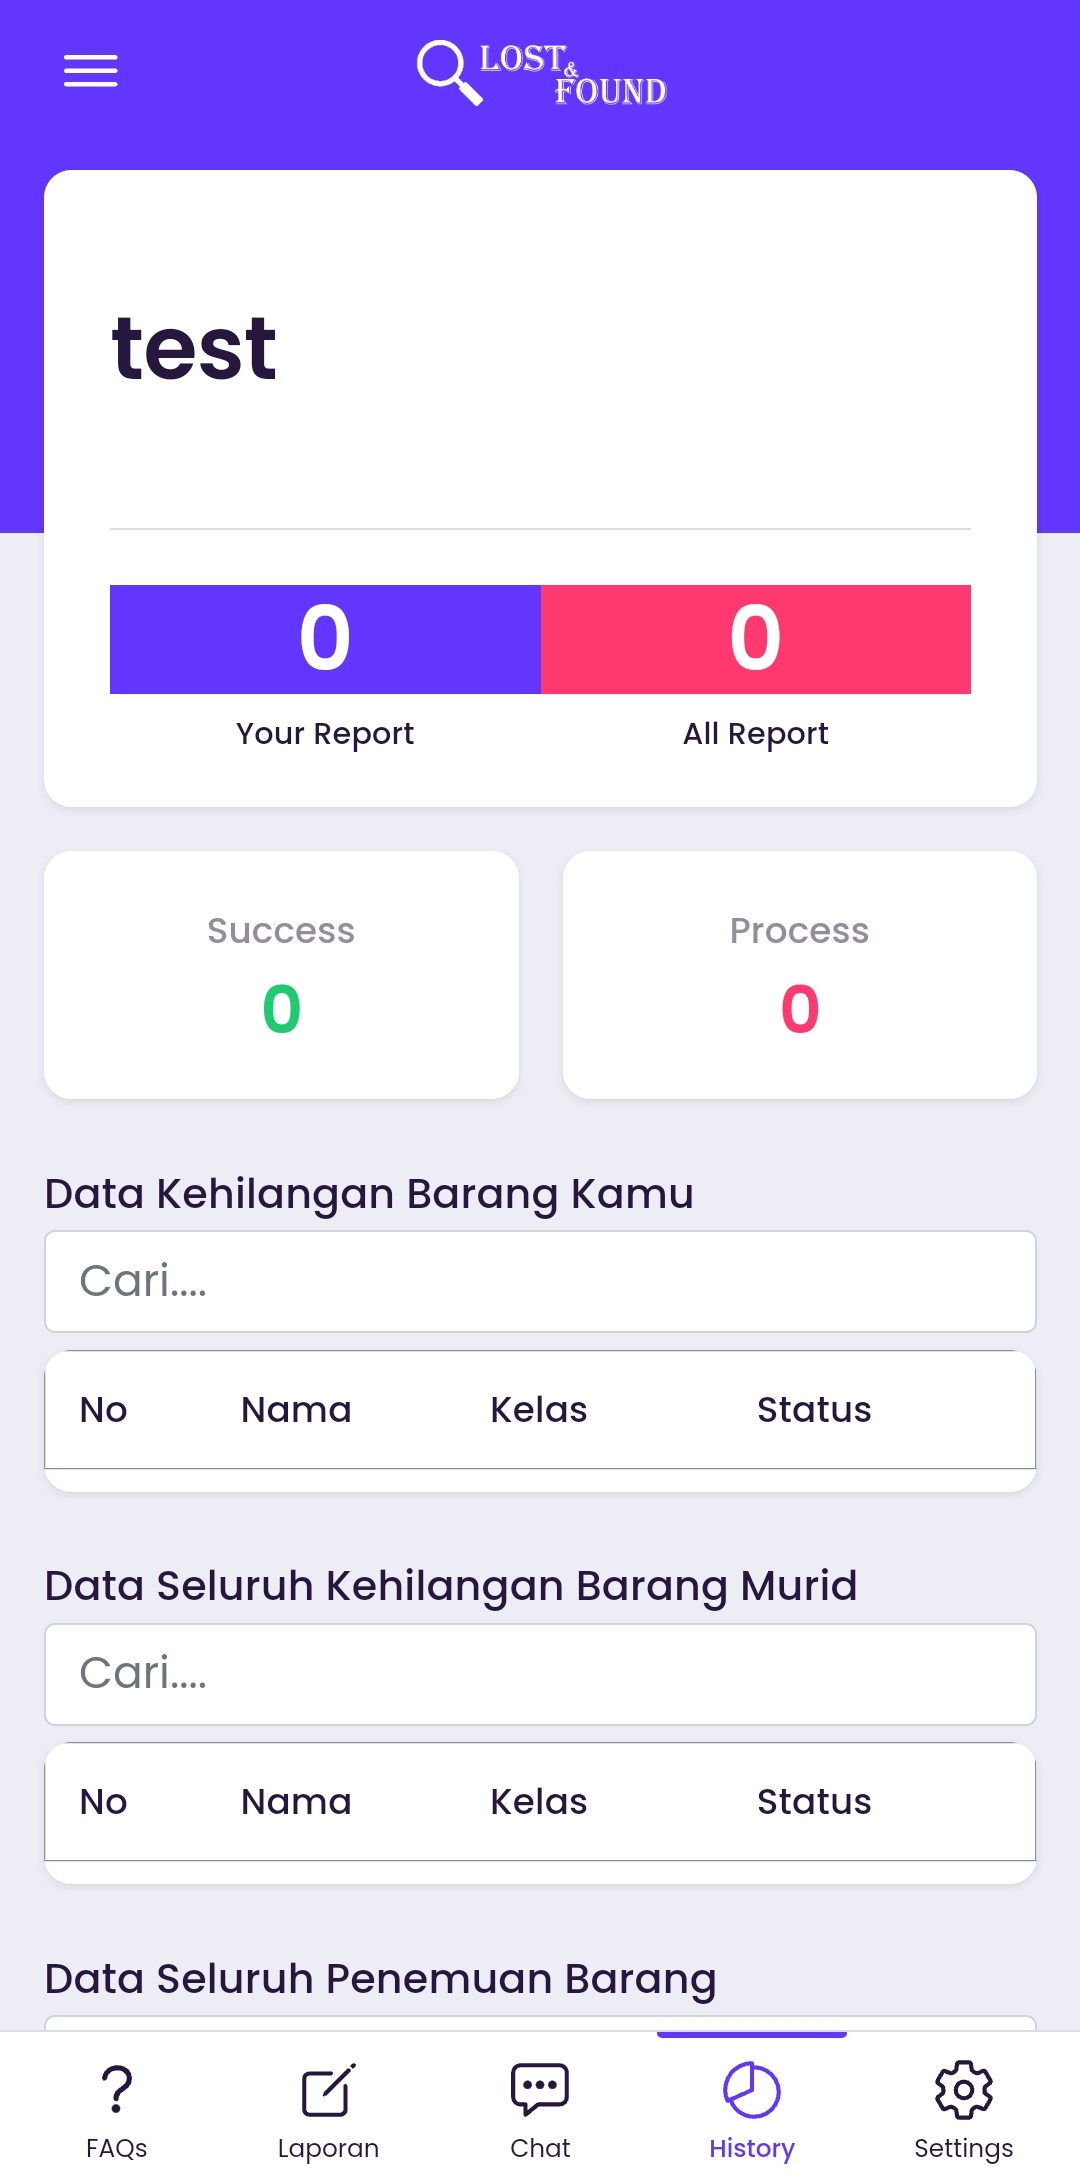 LOST
&
FOUND
test
0 0
Your Report All Report
Success Process
0 0
Data Kehilangan Barang Kamu
Cari....
No Nama Kelas Status
Data Seluruh Kehilangan Barang Murid
Cari....
No Nama Kelas Status
Data Seluruh Penemuan Barang
FAQs Laporan Chat History Settings